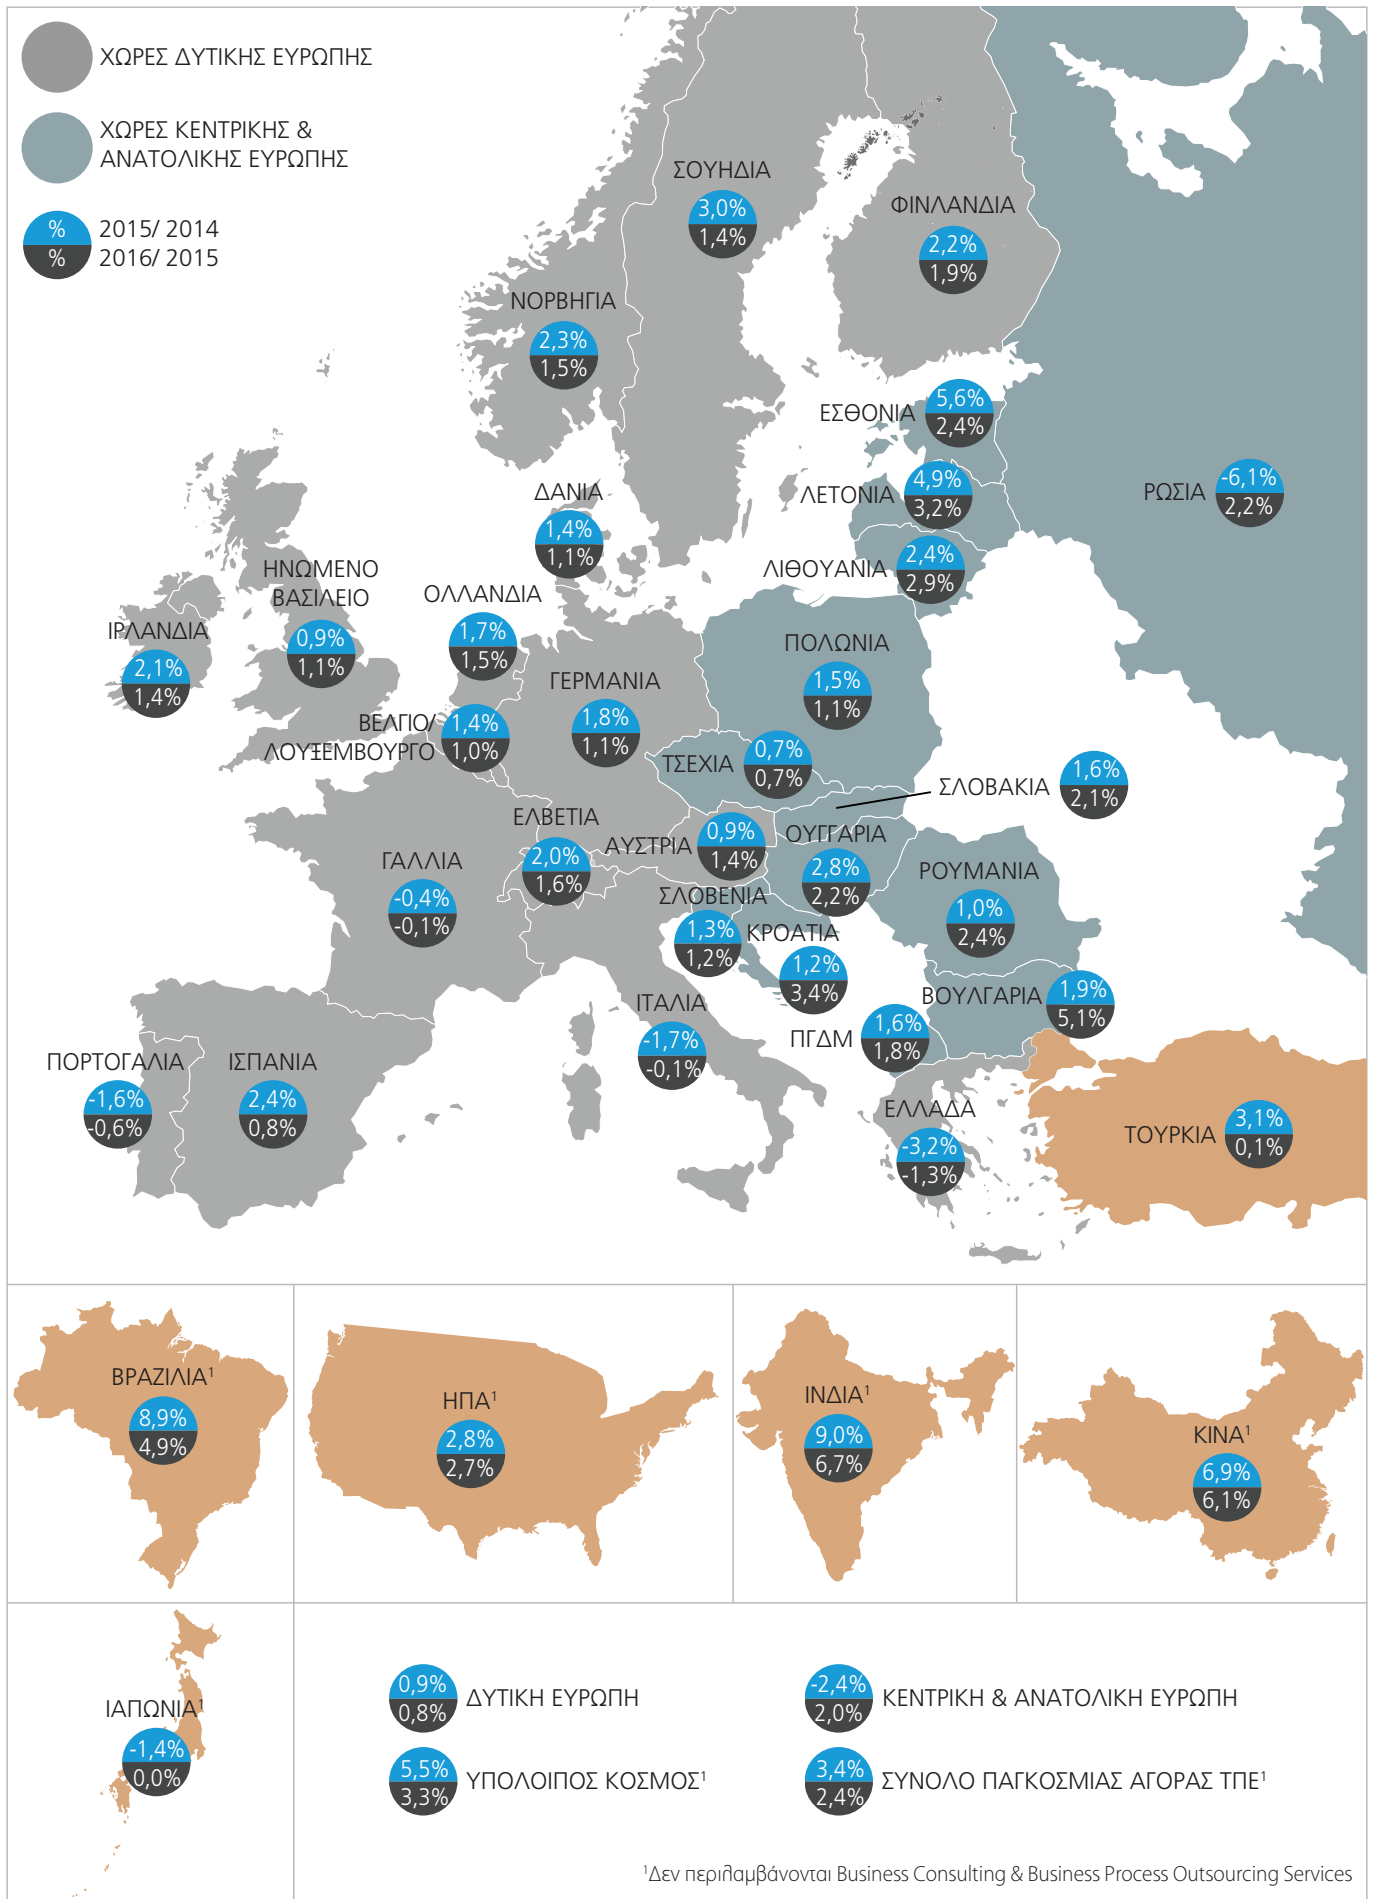 ΧΩΡΕΣ ΔΥΤΙΚΗΣ ΕΥΡΩΠΗΣ
ΧΩΡΕΣ ΚΕΝΤΡΙΚΗΣ &
ΑΝΑΤΟΛΙΚΗΣ ΕΥΡΩΠΗΣ
% 2015/ 2014
% 2016/ 2015
ΣΟΥΗΔΙΑ
3,0%
1,4%
ΦΙΝΛΑΝΔΙΑ
2,2%
1,9%
ΝΟΡΒΗΓΙΑ
2,3%
1,5%
ΕΣΘΟΝΙΑ
5,6%
2,4%
ΛΕΤΟΝΙΑ
4,9%
3,2%
ΡΩΣΙΑ
-6,1%
2,2%
ΔΑΝΙΑ
1,4%
1,1%
ΛΙΘΟΥΑΝΙΑ
2,4%
2,9%
ΗΝΩΜΕΝΟ
ΒΑΣΙΛΕΙΟ
0,9%
1,1%
ΟΛΛΑΝΔΙΑ
1,7%
1,5%
ΙΡΛΑΝΔΙΑ
2,1%
1,4%
ΠΟΛΩΝΙΑ
1,5%
1,1%
ΓΕΡΜΑΝΙΑ
1,8%
1,1%
ΒΕΛΓΙΟ/
ΛΟΥΞΕΜΒΟΥΡΓΟ
1,4%
1,0%
ΤΣΕΧΙΑ
0,7%
0,7%
ΣΛΟΒΑΚΙΑ
1,6%
2,1%
ΕΛΒΕΤΙΑ
2,0%
1,6%
ΑΥΣΤΡΙΑ
0,9%
1,4%
ΟΥΓΓΑΡΙΑ
2,8%
2,2%
ΓΑΛΛΙΑ
-0,4%
-0,1%
ΡΟΥΜΑΝΙΑ
1,0%
2,4%
ΣΛΟΒΕΝΙΑ
1,3%
1,2%
ΚΡΟΑΤΙΑ
1,2%
3,4%
ΒΟΥΛΓΑΡΙΑ
1,9%
5,1%
ΙΤΑΛΙΑ
-1,7%
-0,1%
ΠΓΔΜ
1,6%
1,8%
ΠΟΡΤΟΓΑΛΙΑ
-1,6%
-0,6%
ΙΣΠΑΝΙΑ
2,4%
0,8%
ΕΛΛΑΔΑ
-3,2%
-1,3%
ΤΟΥΡΚΙΑ
3,1%
0,1%
ΒΡΑΖΙΛΙΑ¹
8,9%
4,9%
ΗΠΑ¹
2,8%
2,7%
ΙΝΔΙΑ¹
9,0%
6,7%
ΚΙΝΑ¹
6,9%
6,1%
ΙΑΠΩΝΙΑ¹
-1,4%
0,0%
0,9%
0,8%
ΔΥΤΙΚΗ ΕΥΡΩΠΗ
-2,4%
2,0%
ΚΕΝΤΡΙΚΗ & ΑΝΑΤΟΛΙΚΗ ΕΥΡΩΠΗ
5,5%
3,3%
ΥΠΟΛΟΙΠΟΣ ΚΟΣΜΟΣ¹
3,4%
2,4%
ΣΥΝΟΛΟ ΠΑΓΚΟΣΜΙΑΣ ΑΓΟΡΑΣ ΤΠΕ¹
¹Δεν περιλαμβάνονται Business Consulting & Business Process Outsourcing Services